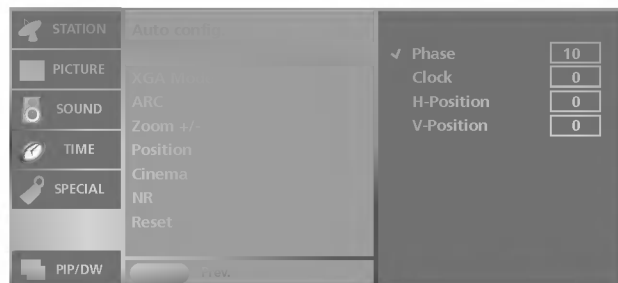 STATION
PICTURE
SOUND
TIME
SPECIAL
PIP/DW
Auto config
XGA Mode
ARC
Zoom +/-
Position
Cinema
NR
Reset
Prev.
Phase 10
Clock 0
H-Position 0
V-Position 0